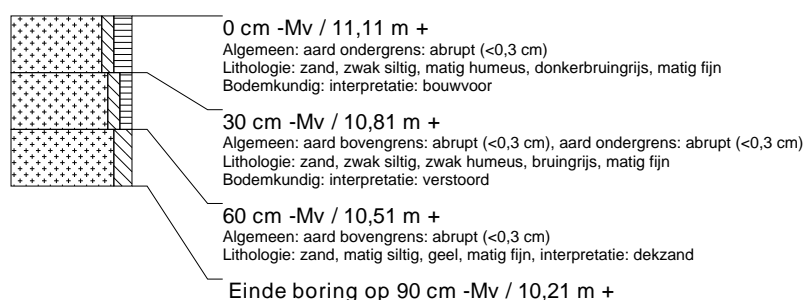 0 cm -Mv / 11,11 m +
Algemeen: aard ondergrens: abrupt (<0,3 cm)
Lithologie: zand, zwak siltig, matig humeus, donkerbruingrijs, matig fijn
Bodemkundig: interpretatie: bouwvoor
30 cm -Mv / 10,81 m +
Algemeen: aard bovengrens: abrupt (<0,3 cm), aard ondergrens: abrupt (<0,3 cm)
Lithologie: zand, zwak siltig, zwak humeus, bruingrijs, matig fijn
Bodemkundig: interpretatie: verstoord
60 cm -Mv / 10,51 m +
Algemeen: aard bovengrens: abrupt (<0,3 cm)
Lithologie: zand, matig siltig, geel, matig fijn, interpretatie: dekzand
Einde boring op 90 cm -Mv / 10,21 m +